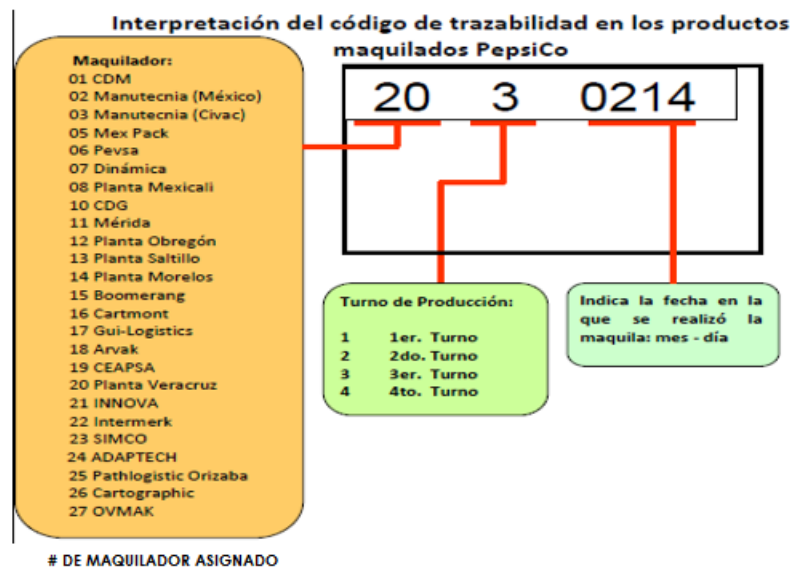 Interpretación del código de trazabilidad en los productos
maquilados PepsiCo
Maquilador:
01 CDM
02 Manutecnia (México)
03 Manutecnia (Civac)
05 Mex Pack
06 Pevsa
07 Dinámica
08 Planta Mexicali
10 CDG
11 Mérida
12 Planta Obregón
13 Planta Saltillo
14 Planta Morelos
15 Boomerang
16 Cartmont
17 Gui-Logistics
18 Arvak
19 CEAPSA
20 Planta Veracruz
21 INNOVA
22 Intermerk
23 SIMCO
24 ADAPTECH
25 Pathlogistic Orizaba
26 Cartographic
27 OVMAK
20 3 0214
Turno de Producción:
1 1er. Turno
2 2do. Turno
3 3er. Turno
4 4to. Turno
Indica la fecha en la
que se realizó la
maquila: mes - día
# DE MAQUILADOR ASIGNADO